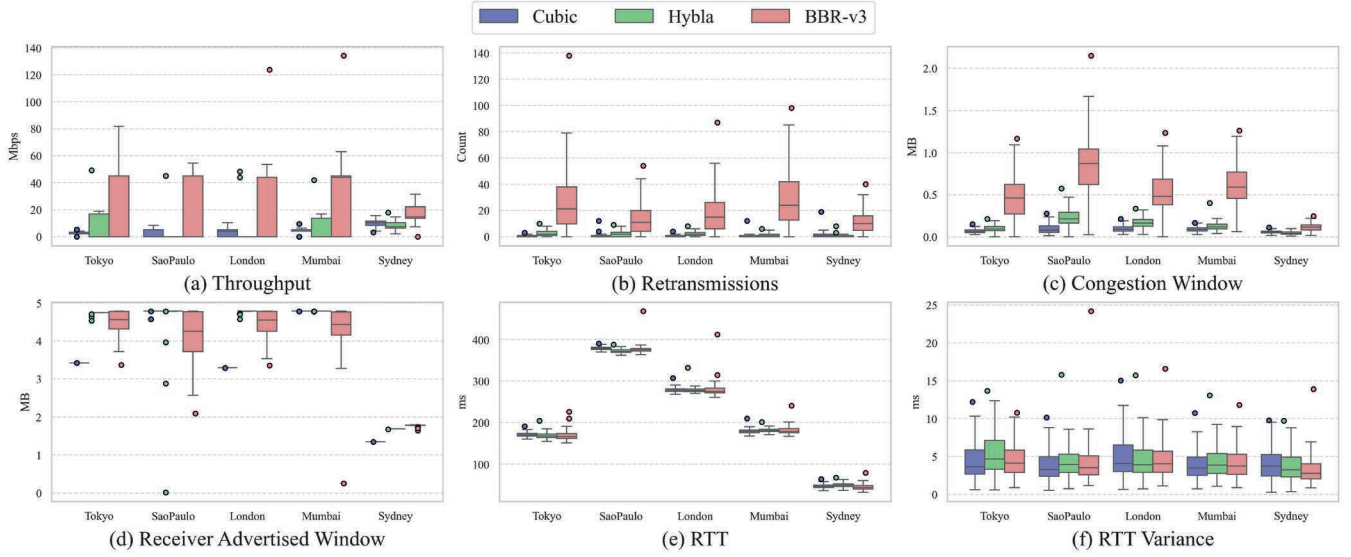 Cubic Hybla BBR-v3
140
120
100
80
60
40
20
0
Mbps
Tokyo SaoPaulo London Mumbai Sydney
(a) Throughput
140
120
100
80
60
40
20
0
Count
Tokyo SaoPaulo London Mumbai Sydney
(b) Retransmissions
2.0
1.5
1.0
0.5
0.0
MB
Tokyo SaoPaulo London Mumbai Sydney
(c) Congestion Window
5
4
3
2
1
0
MB
Tokyo SaoPaulo London Mumbai Sydney
(d) Receiver Advertised Window
400
300
200
100
ms
Tokyo SaoPaulo London Mumbai Sydney
(e) RTT
25
20
15
10
5
0
ms
Tokyo SaoPaulo London Mumbai Sydney
(f) RTT Variance